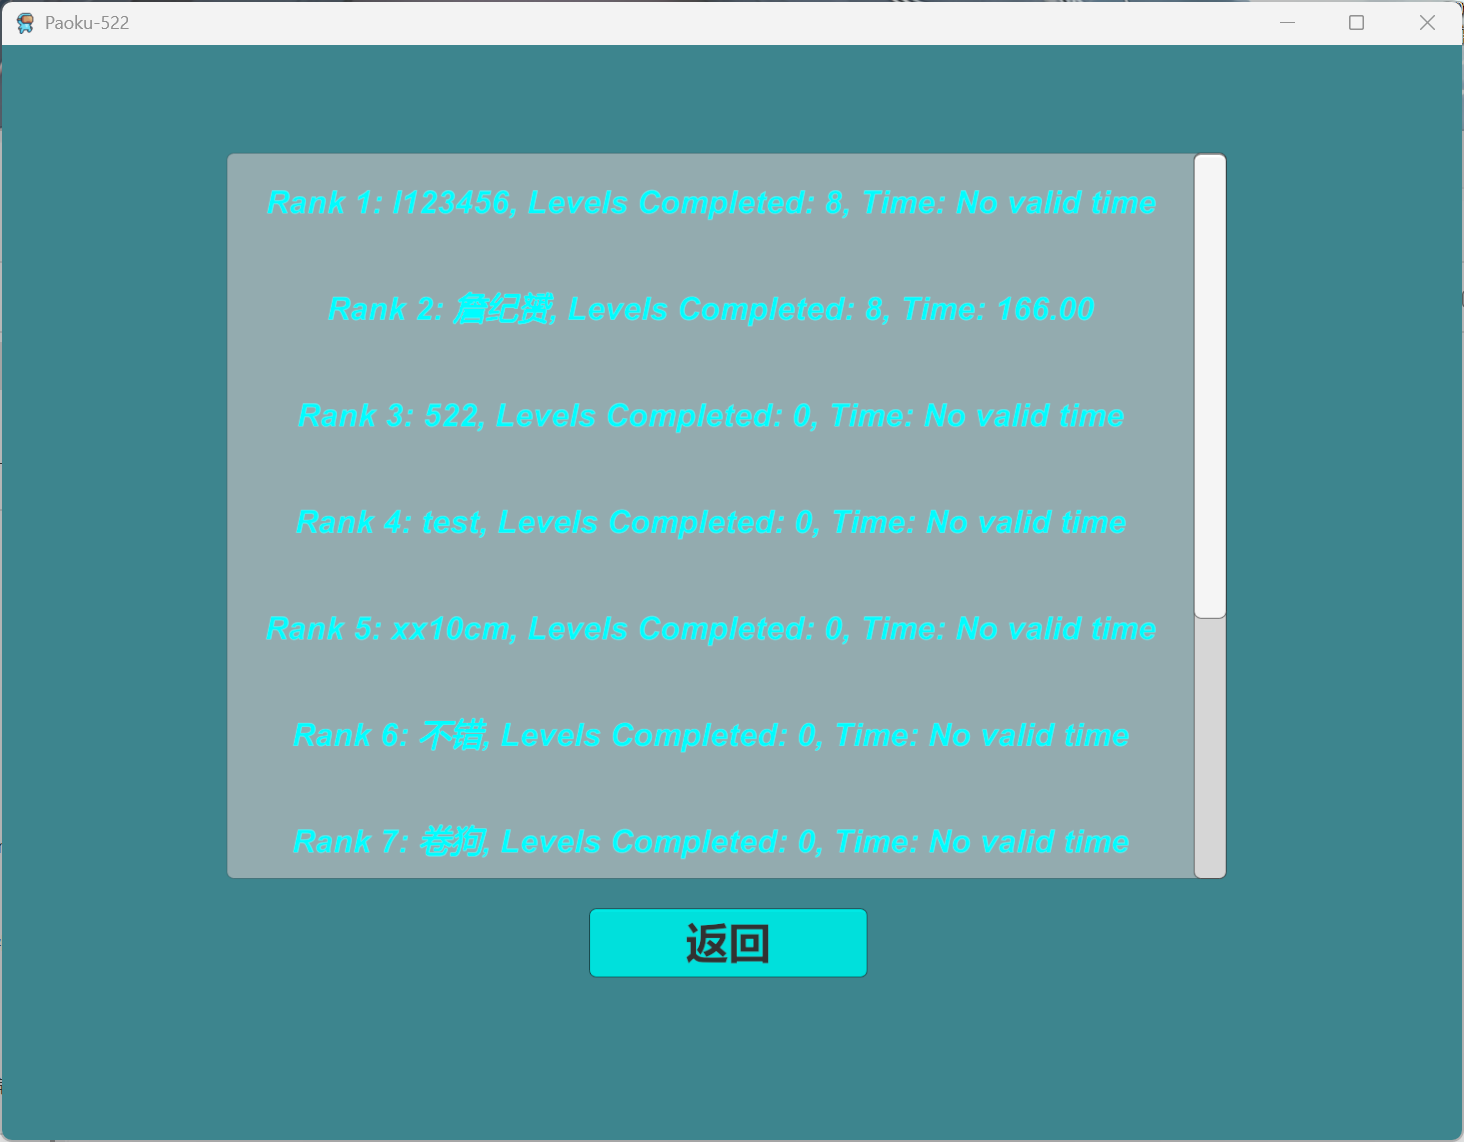 Paoku-522
Rank 1: l123456, Levels Completed: 8, Time: No valid time
Rank 2: 詹纪赟, Levels Completed: 8, Time: 166.00
Rank 3: 522, Levels Completed: 0, Time: No valid time
Rank 4: test, Levels Completed: 0, Time: No valid time
Rank 5: xx10cm, Levels Completed: 0, Time: No valid time
Rank 6: 不错, Levels Completed: 0, Time: No valid time
Rank 7: 卷狗, Levels Completed: 0, Time: No valid time
返回